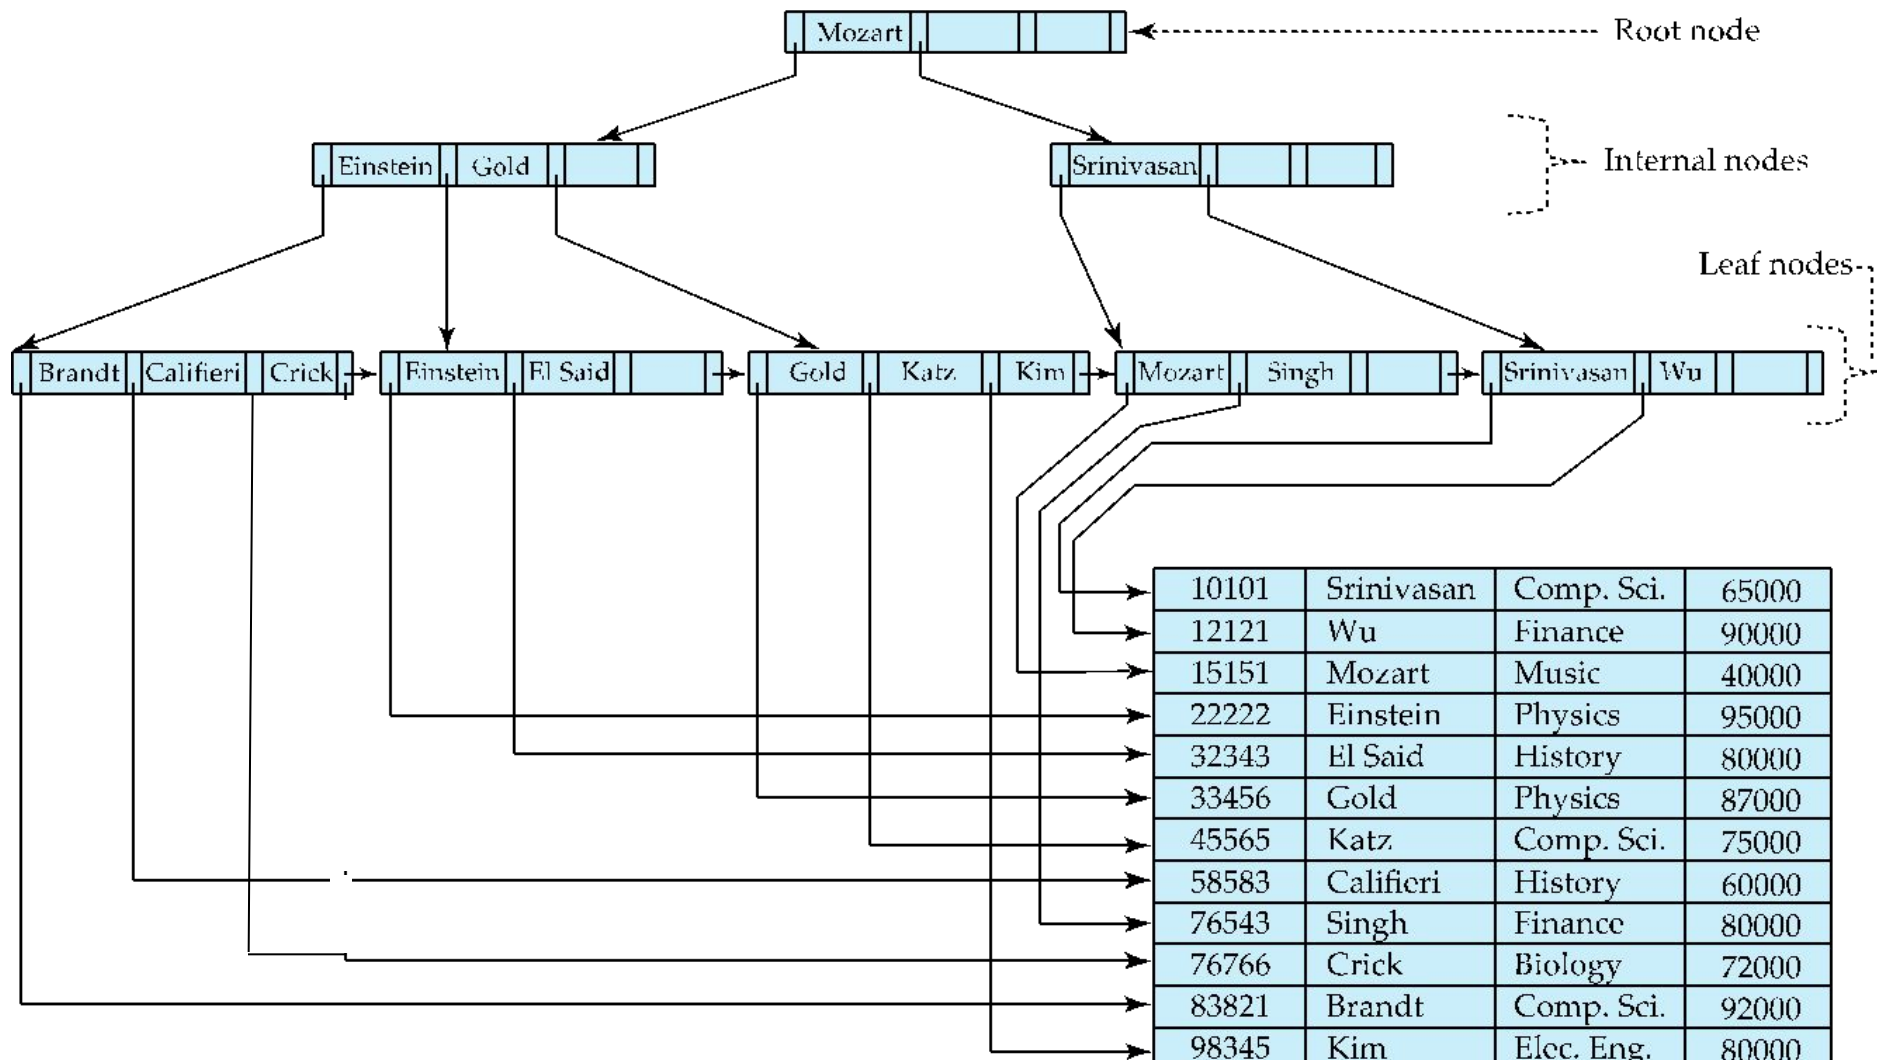 Mozart
Root node
Einstein Gold
Srinivasan
Internal nodes
Leaf nodes
Brandt Califieri Crick
Einstein El Said
Gold Katz Kim
Mozart Singh
Srinivasan Wu
10101 Srinivasan Comp. Sci. 65000
12121 Wu Finance 90000
15151 Mozart Music 40000
22222 Einstein Physics 95000
32343 El Said History 80000
33456 Gold Physics 87000
45565 Katz Comp. Sci. 75000
58583 Califieri History 60000
76543 Singh Finance 80000
76766 Crick Biology 72000
83821 Brandt Comp. Sci. 92000
98345 Kim Elec. Eng. 80000